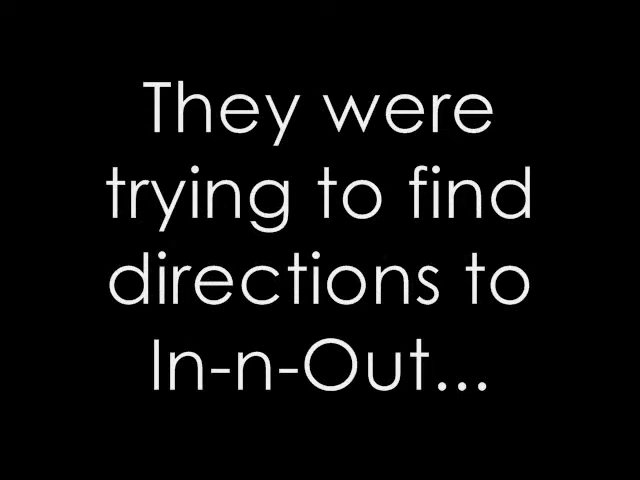 They were
trying to find
directions to
In-n-Out...